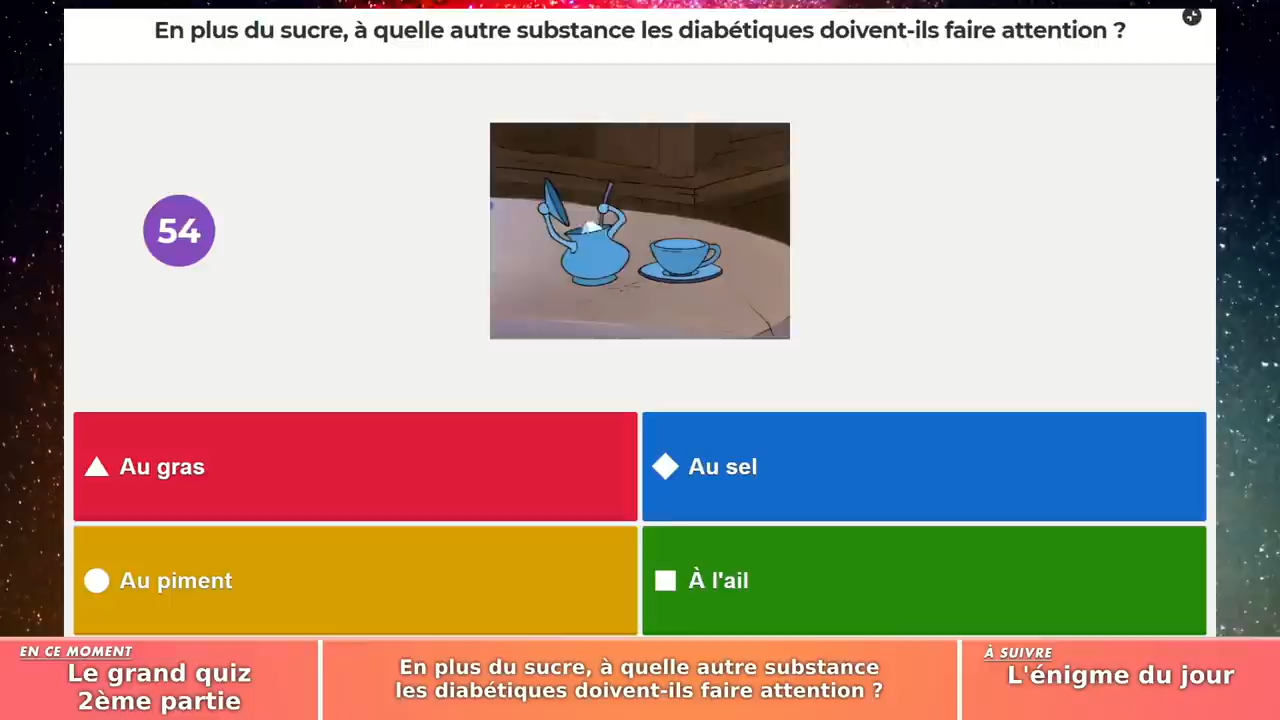 En plus du sucre, à quelle autre substance les diabétiques doivent-ils faire attention ?
54
Au gras
Au sel
Au piment
À l'ail
EN CE MOMENT
Le grand quiz
2ème partie
En plus du sucre, à quelle autre substance
les diabétiques doivent-ils faire attention ?
À SUIVRE
L'énigme du jour